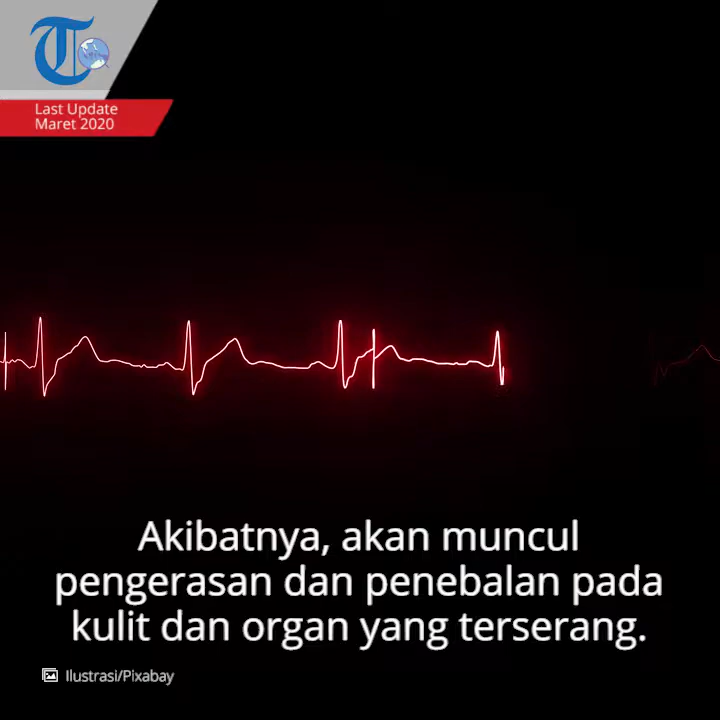 Last Update
Maret 2020
Akibatnya, akan muncul
pengerasan dan penebalan pada
kulit dan organ yang terserang.
Ilustrasi/Pixabay